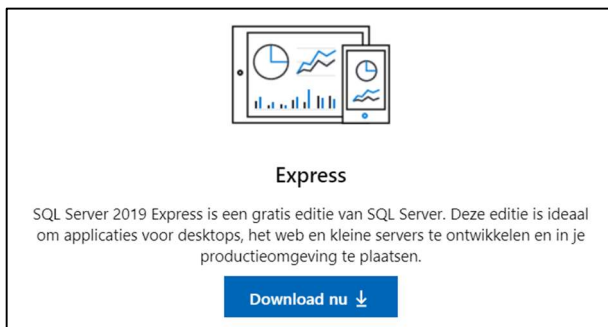 Express
SQL Server 2019 Express is een gratis editie van SQL Server. Deze editie is ideaal
om applicaties voor desktops, het web en kleine servers te ontwikkelen en in je
productieomgeving te plaatsen.
Download nu